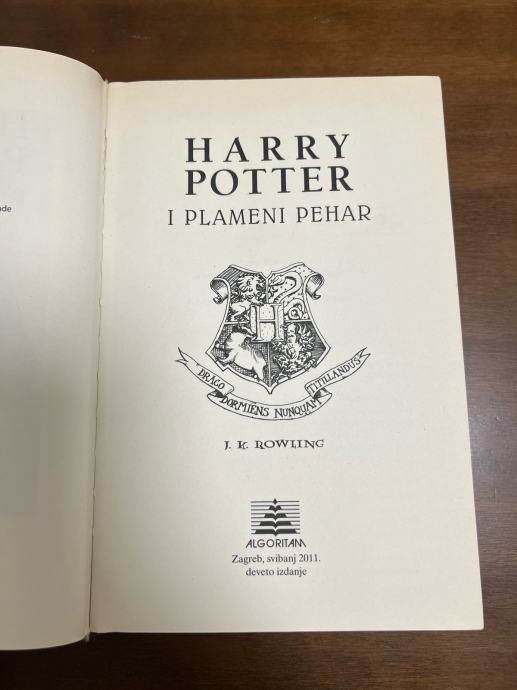 HARRY
POTTER
I PLAMENI PEHAR
H
DRACO
DORMIENS NUNQUAM
TITILLANDUS
J. K. ROWLING
ALGORITAM
Zagreb, svibanj 2011.
deveto izdanje